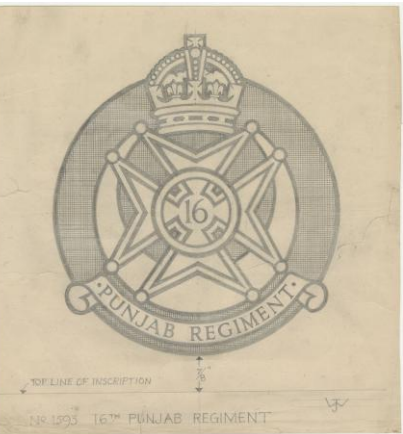 16
·PUNJAB REGIMENT·
TOP LINE OF INSCRIPTION
No 1595 16TH PUNJAB REGIMENT